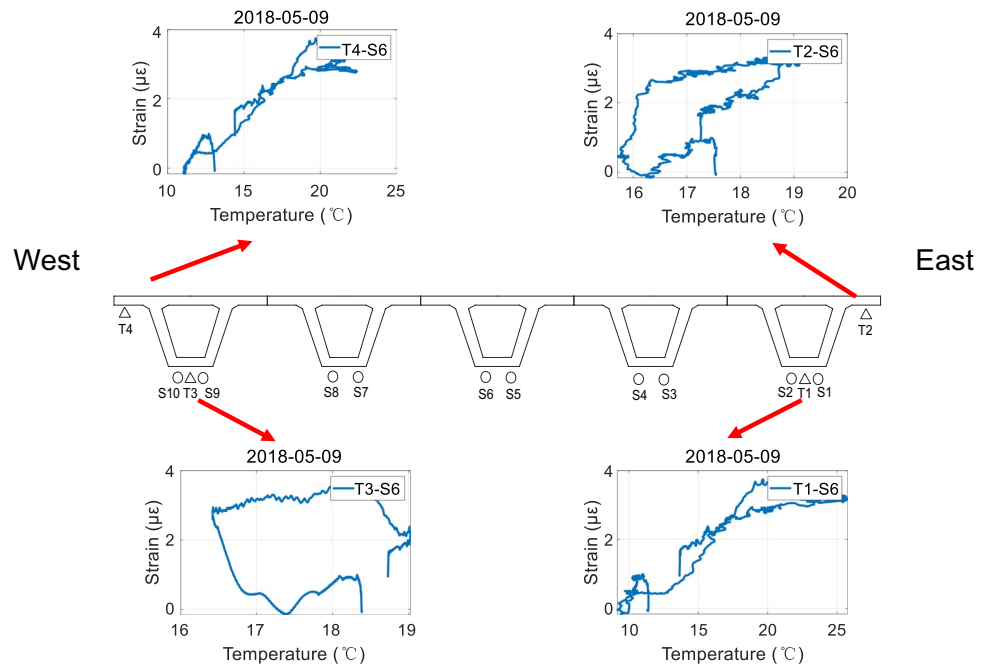 2018-05-09
4
2
0
Strain (με)
T4-S6
10
15
20
25
Temperature (℃)
2018-05-09
4
2
0
Strain (με)
T2-S6
16
17
18
19
20
Temperature (℃)
West
East
T4
T2
S10 T3 S9
S8 S7
S6 S5
S4 S3
S2 T1 S1
2018-05-09
4
2
0
Strain (με)
T3-S6
16
17
18
19
Temperature (℃)
2018-05-09
4
2
0
Strain (με)
T1-S6
10
15
20
25
Temperature (℃)